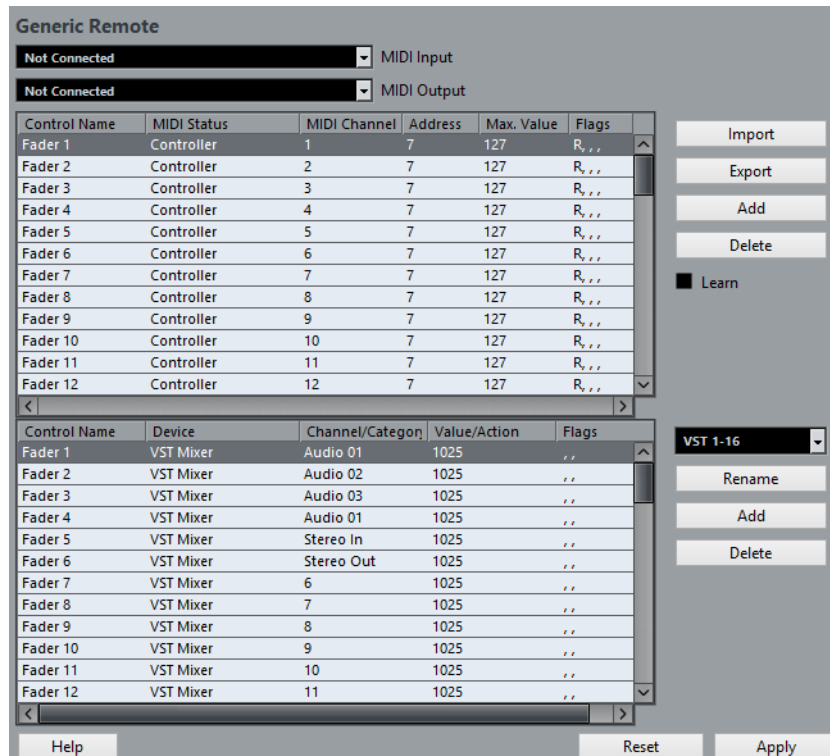 Generic Remote
Not Connected MIDI Input
Not Connected MIDI Output
Control Name MIDI Status MIDI Channel Address Max. Value Flags
Fader 1 Controller 1 7 127 R, , ,
Fader 2 Controller 2 7 127 R, , ,
Fader 3 Controller 3 7 127 R, , ,
Fader 4 Controller 4 7 127 R, , ,
Fader 5 Controller 5 7 127 R, , ,
Fader 6 Controller 6 7 127 R, , ,
Fader 7 Controller 7 7 127 R, , ,
Fader 8 Controller 8 7 127 R, , ,
Fader 9 Controller 9 7 127 R, , ,
Fader 10 Controller 10 7 127 R, , ,
Fader 11 Controller 11 7 127 R, , ,
Fader 12 Controller 12 7 127 R, , ,
Import
Export
Add
Delete
Learn
Control Name Device Channel/Categor Value/Action Flags
Fader 1 VST Mixer Audio 01 1025 , ,
Fader 2 VST Mixer Audio 02 1025 , ,
Fader 3 VST Mixer Audio 03 1025 , ,
Fader 4 VST Mixer Audio 01 1025 , ,
Fader 5 VST Mixer Stereo In 1025 , ,
Fader 6 VST Mixer Stereo Out 1025 , ,
Fader 7 VST Mixer 6 1025 , ,
Fader 8 VST Mixer 7 1025 , ,
Fader 9 VST Mixer 8 1025 , ,
Fader 10 VST Mixer 9 1025 , ,
Fader 11 VST Mixer 10 1025 , ,
Fader 12 VST Mixer 11 1025 , ,
VST 1-16
Rename
Add
Delete
Help Reset Apply